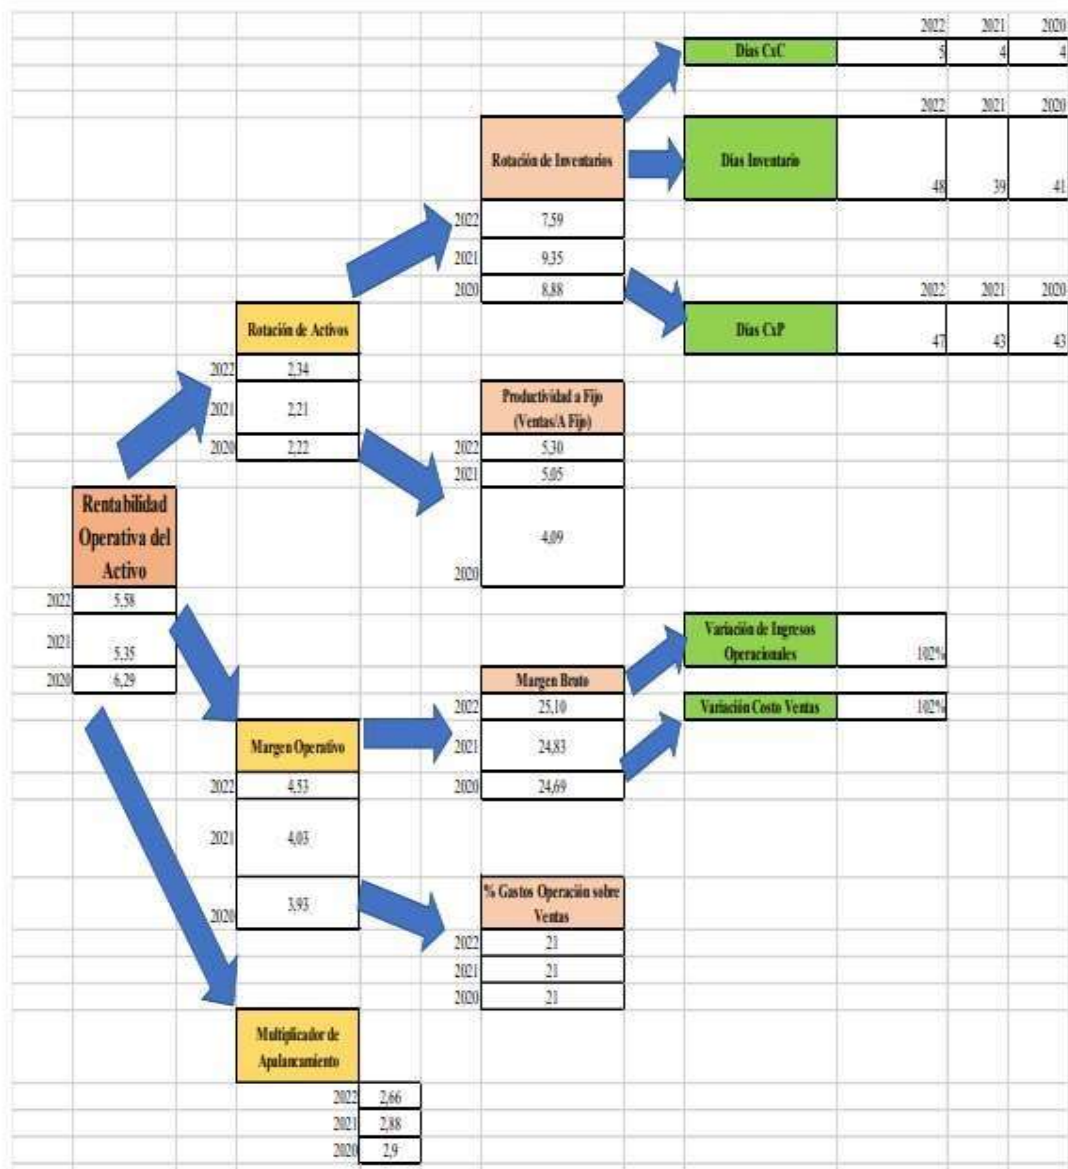 2022 2021 2020
Días CxC 5 4 4
2022 2021 2020
Rotación de Inventarios
Días Inventario
48 39 41
2022 7,59
2021 9,35
2020 8,88
2022 2021 2020
Rotación de Activos
Días CxP
47 43 43
2022 2,34
2021 2,21
2020 2,22
Productividad a Fijo
(Ventas/A Fijo)
2022 5,30
2021 5,05
2020 4,09
Rentabilidad
Operativa del
Activo
2022 5,58
2021 5,35
2020 6,29
Variación de Ingresos
Operacionales 102%
Margen Bruto
2022 25,10
2021 24,83
2020 24,69
Variación Costo Ventas 102%
Margen Operativo
2022 4,53
2021 4,03
2020 3,93
% Gastos Operación sobre
Ventas
2022 21
2021 21
2020 21
Multiplicador de
Apalancamiento
2022 2,66
2021 2,88
2020 2,9